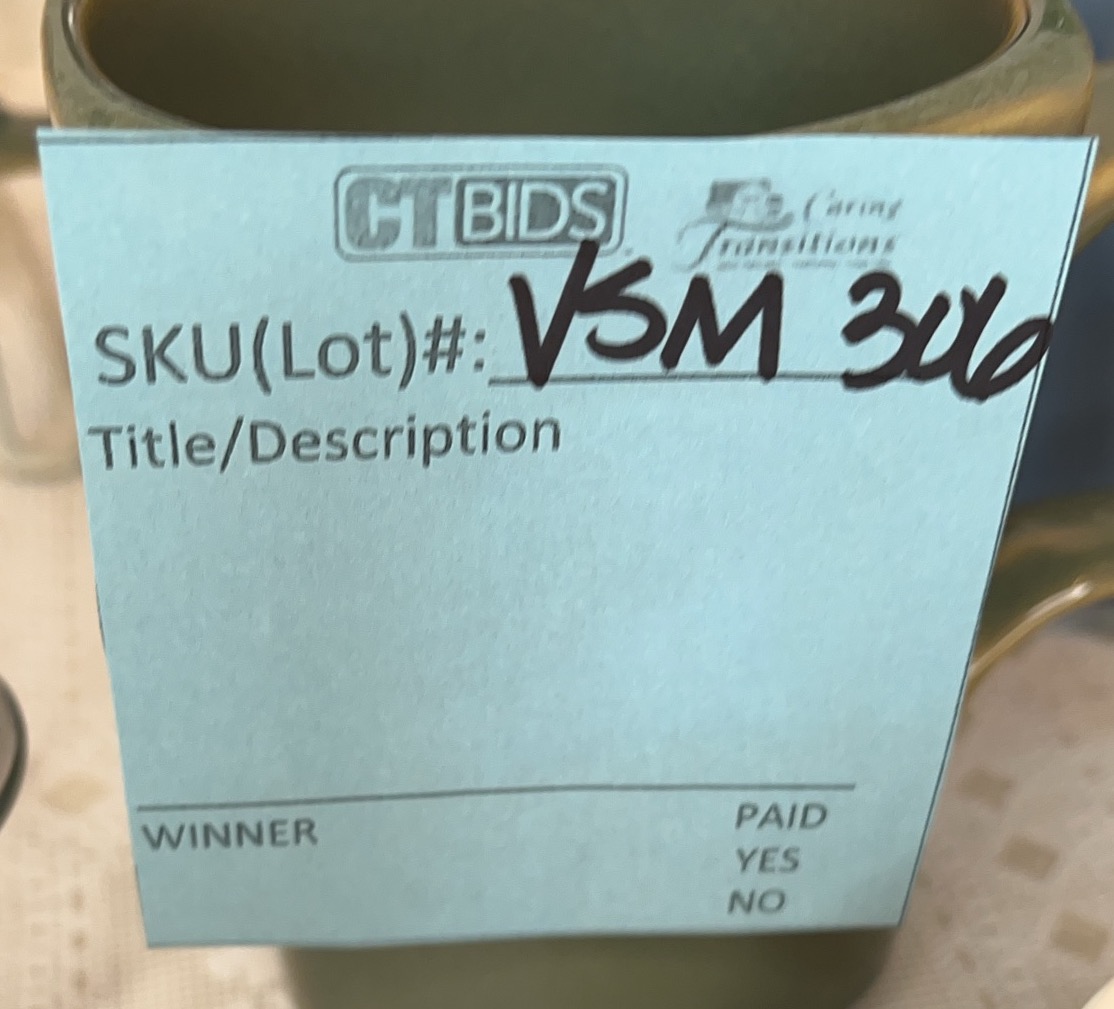 CTBIDS
Caring
Transitions
SKU(Lot)#: VSM 306
Title/Description
WINNER
PAID
YES
NO